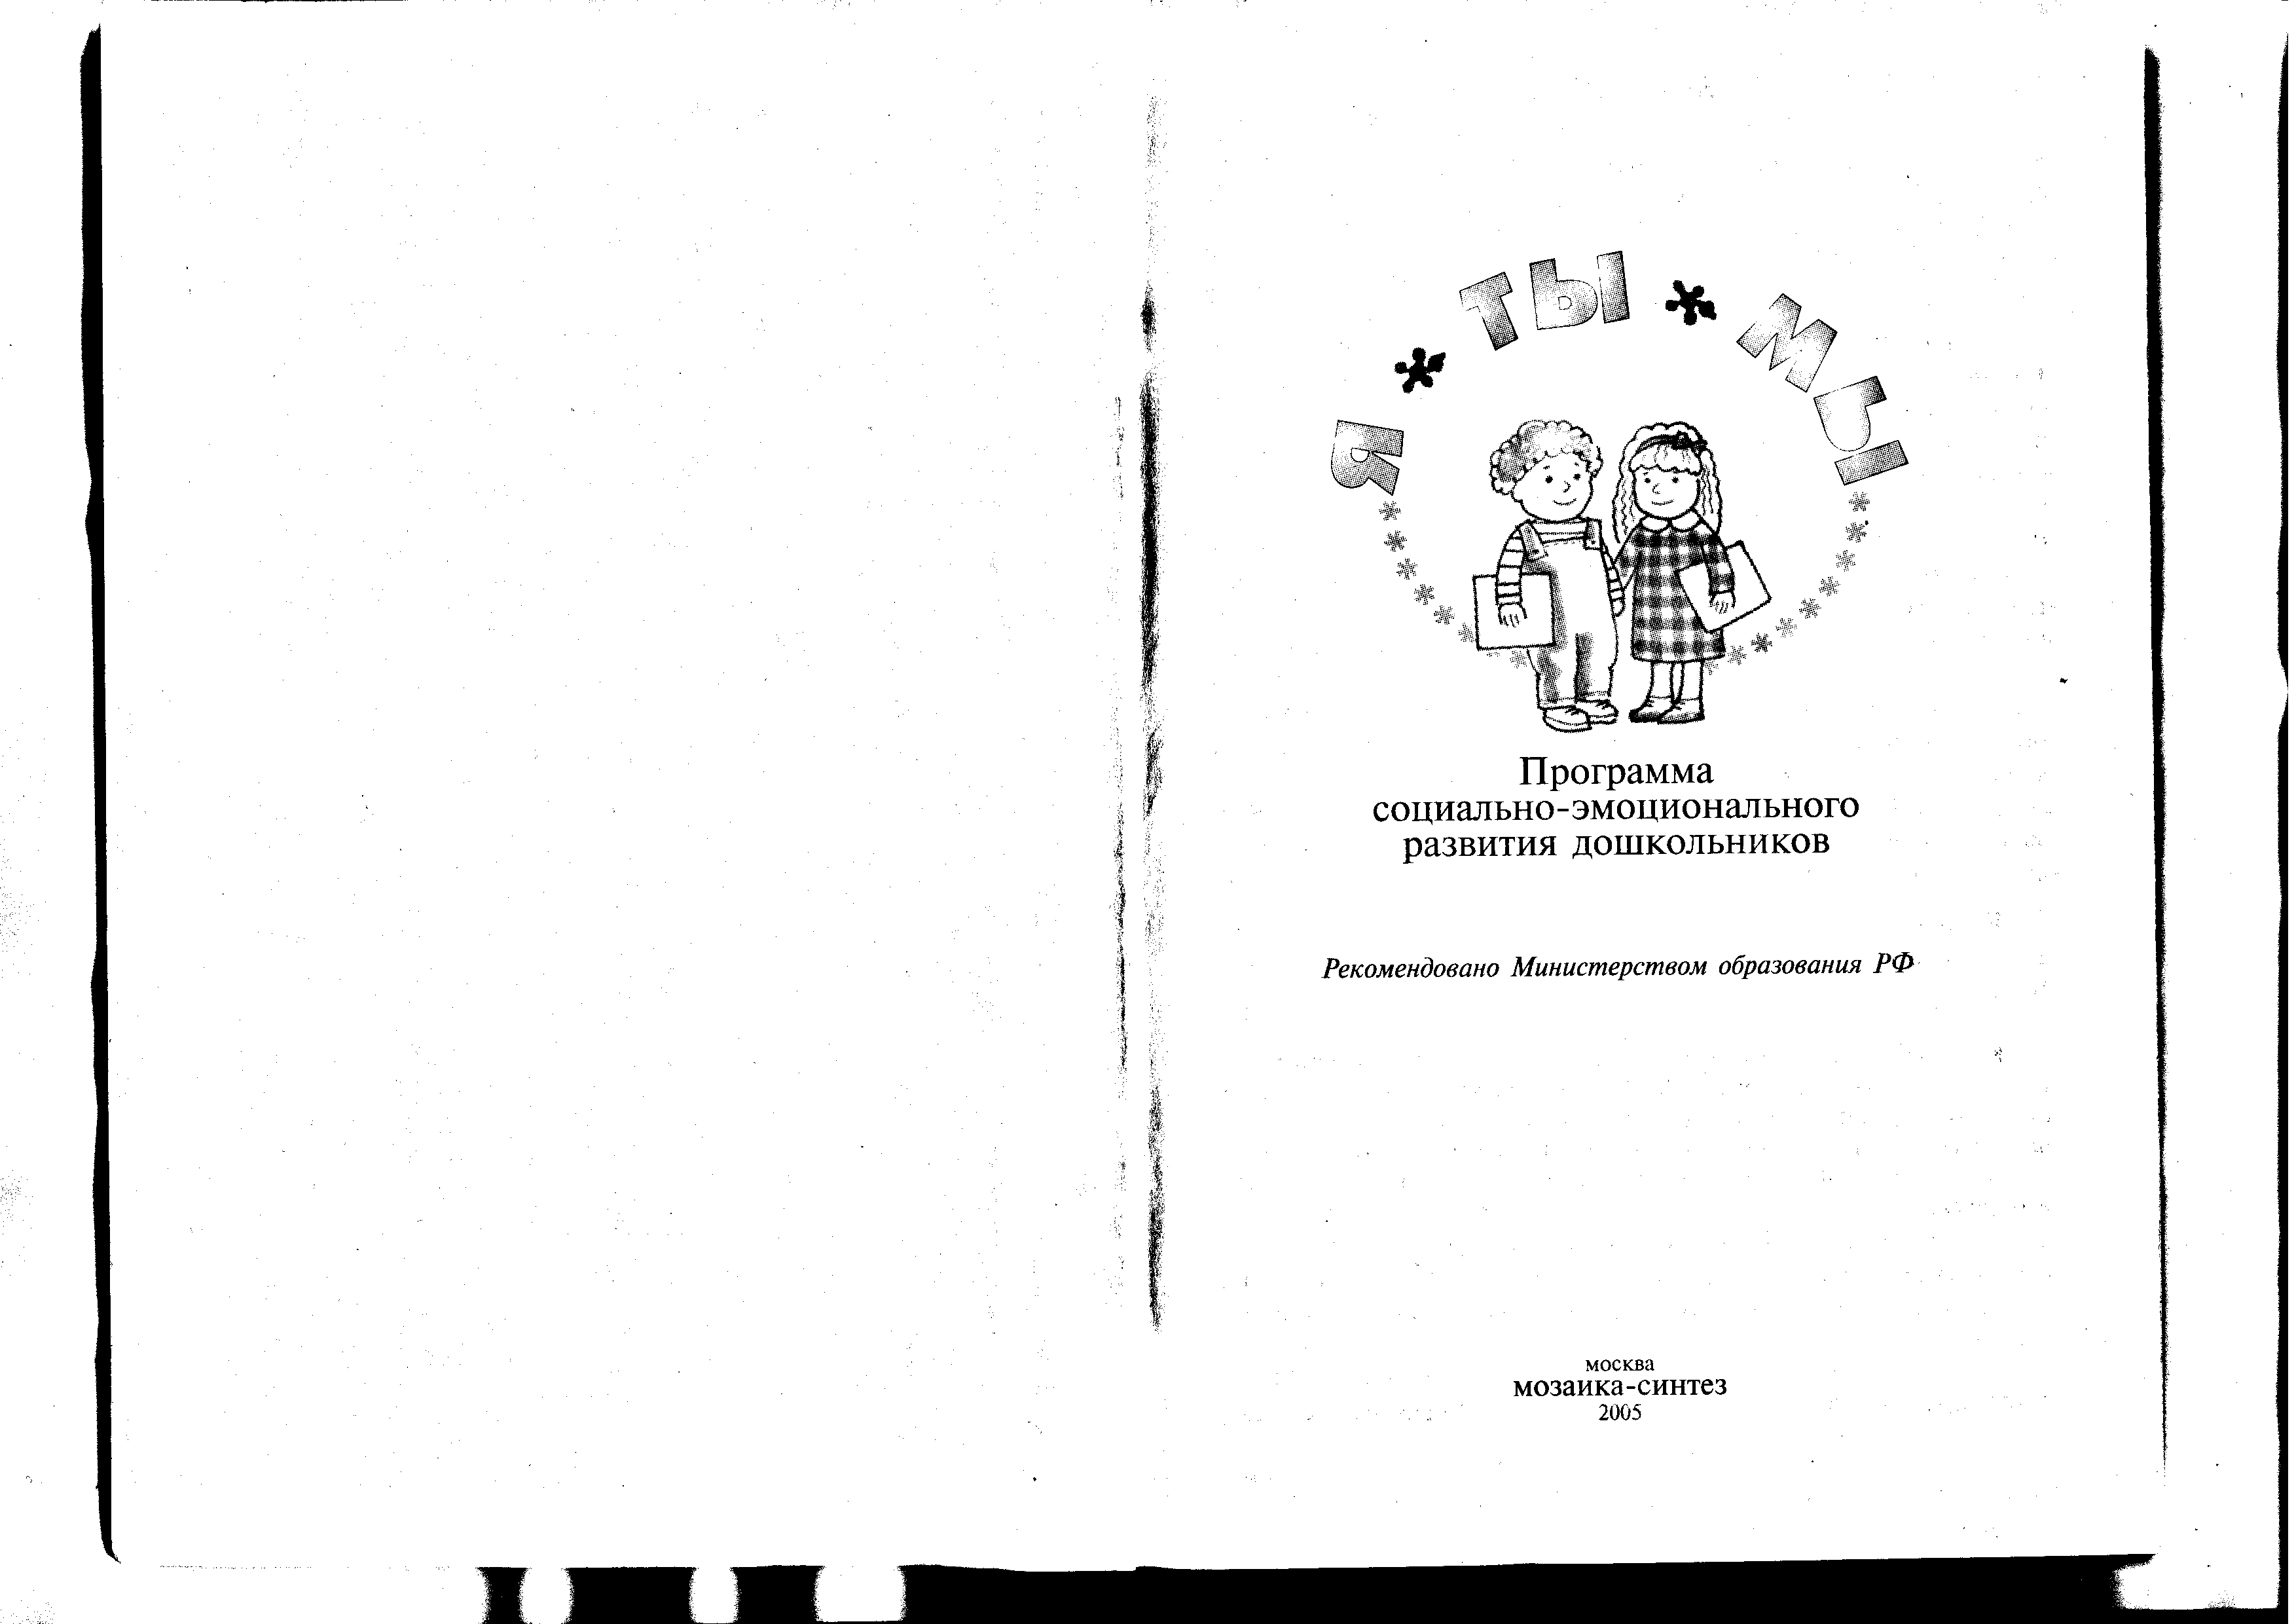 Я * ТЫ * МЫ
Программа
социально-эмоционального
развития дошкольников
Рекомендовано Министерством образования РФ
МОСКВА
МОЗАИКА-СИНТЕЗ
2005